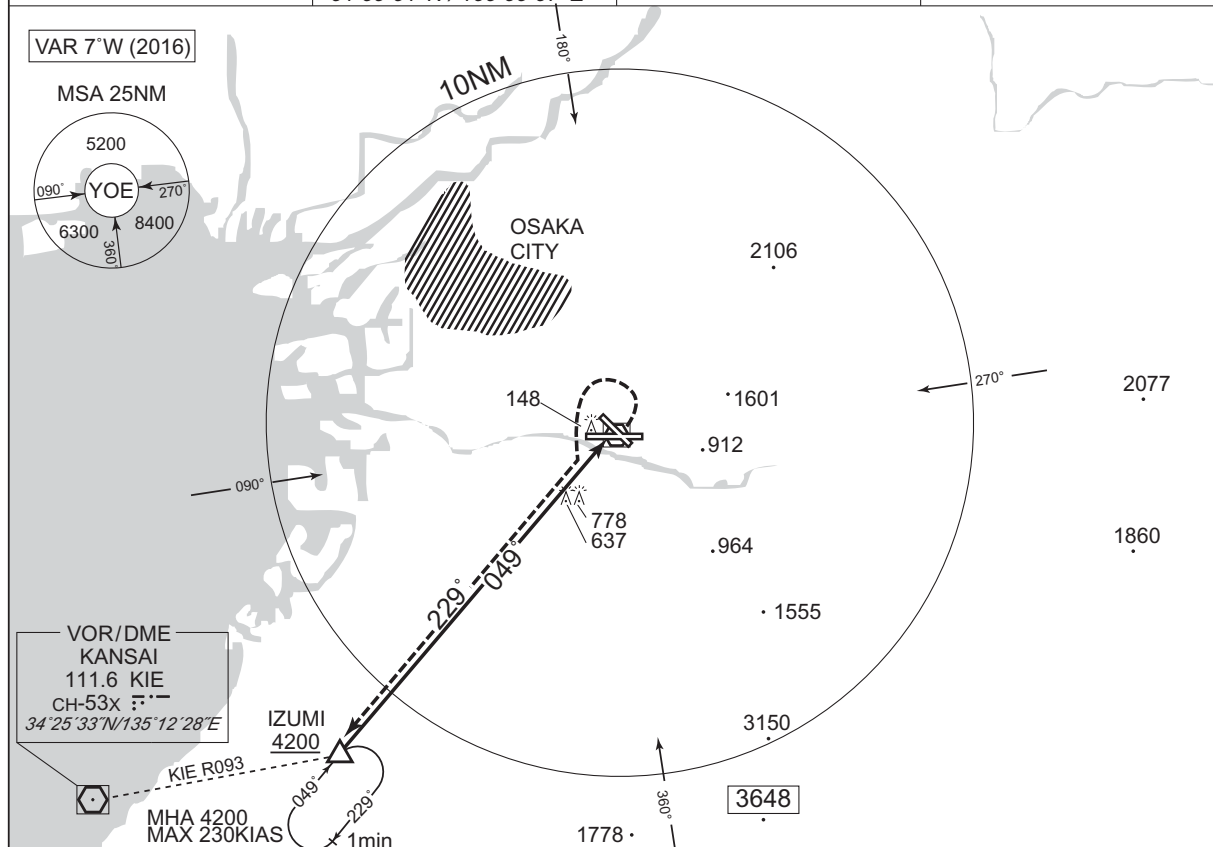 180°
VAR 7°W (2016)
MSA 25NM
5200
090°
YOE
270°
6300
8400
360°
10NM
OSAKA
CITY
2106
270°
2077
148
1601
912
090°
778
637
964
1860
229°
049°
1555
VOR/DME
KANSAI
111.6 KIE
CH-53X
34°25′33″N/135°12′28″E
IZUMI
4200
3150
KIE R093
049°
229°
MHA 4200
MAX 230KIAS
1min
360°
3648
1778